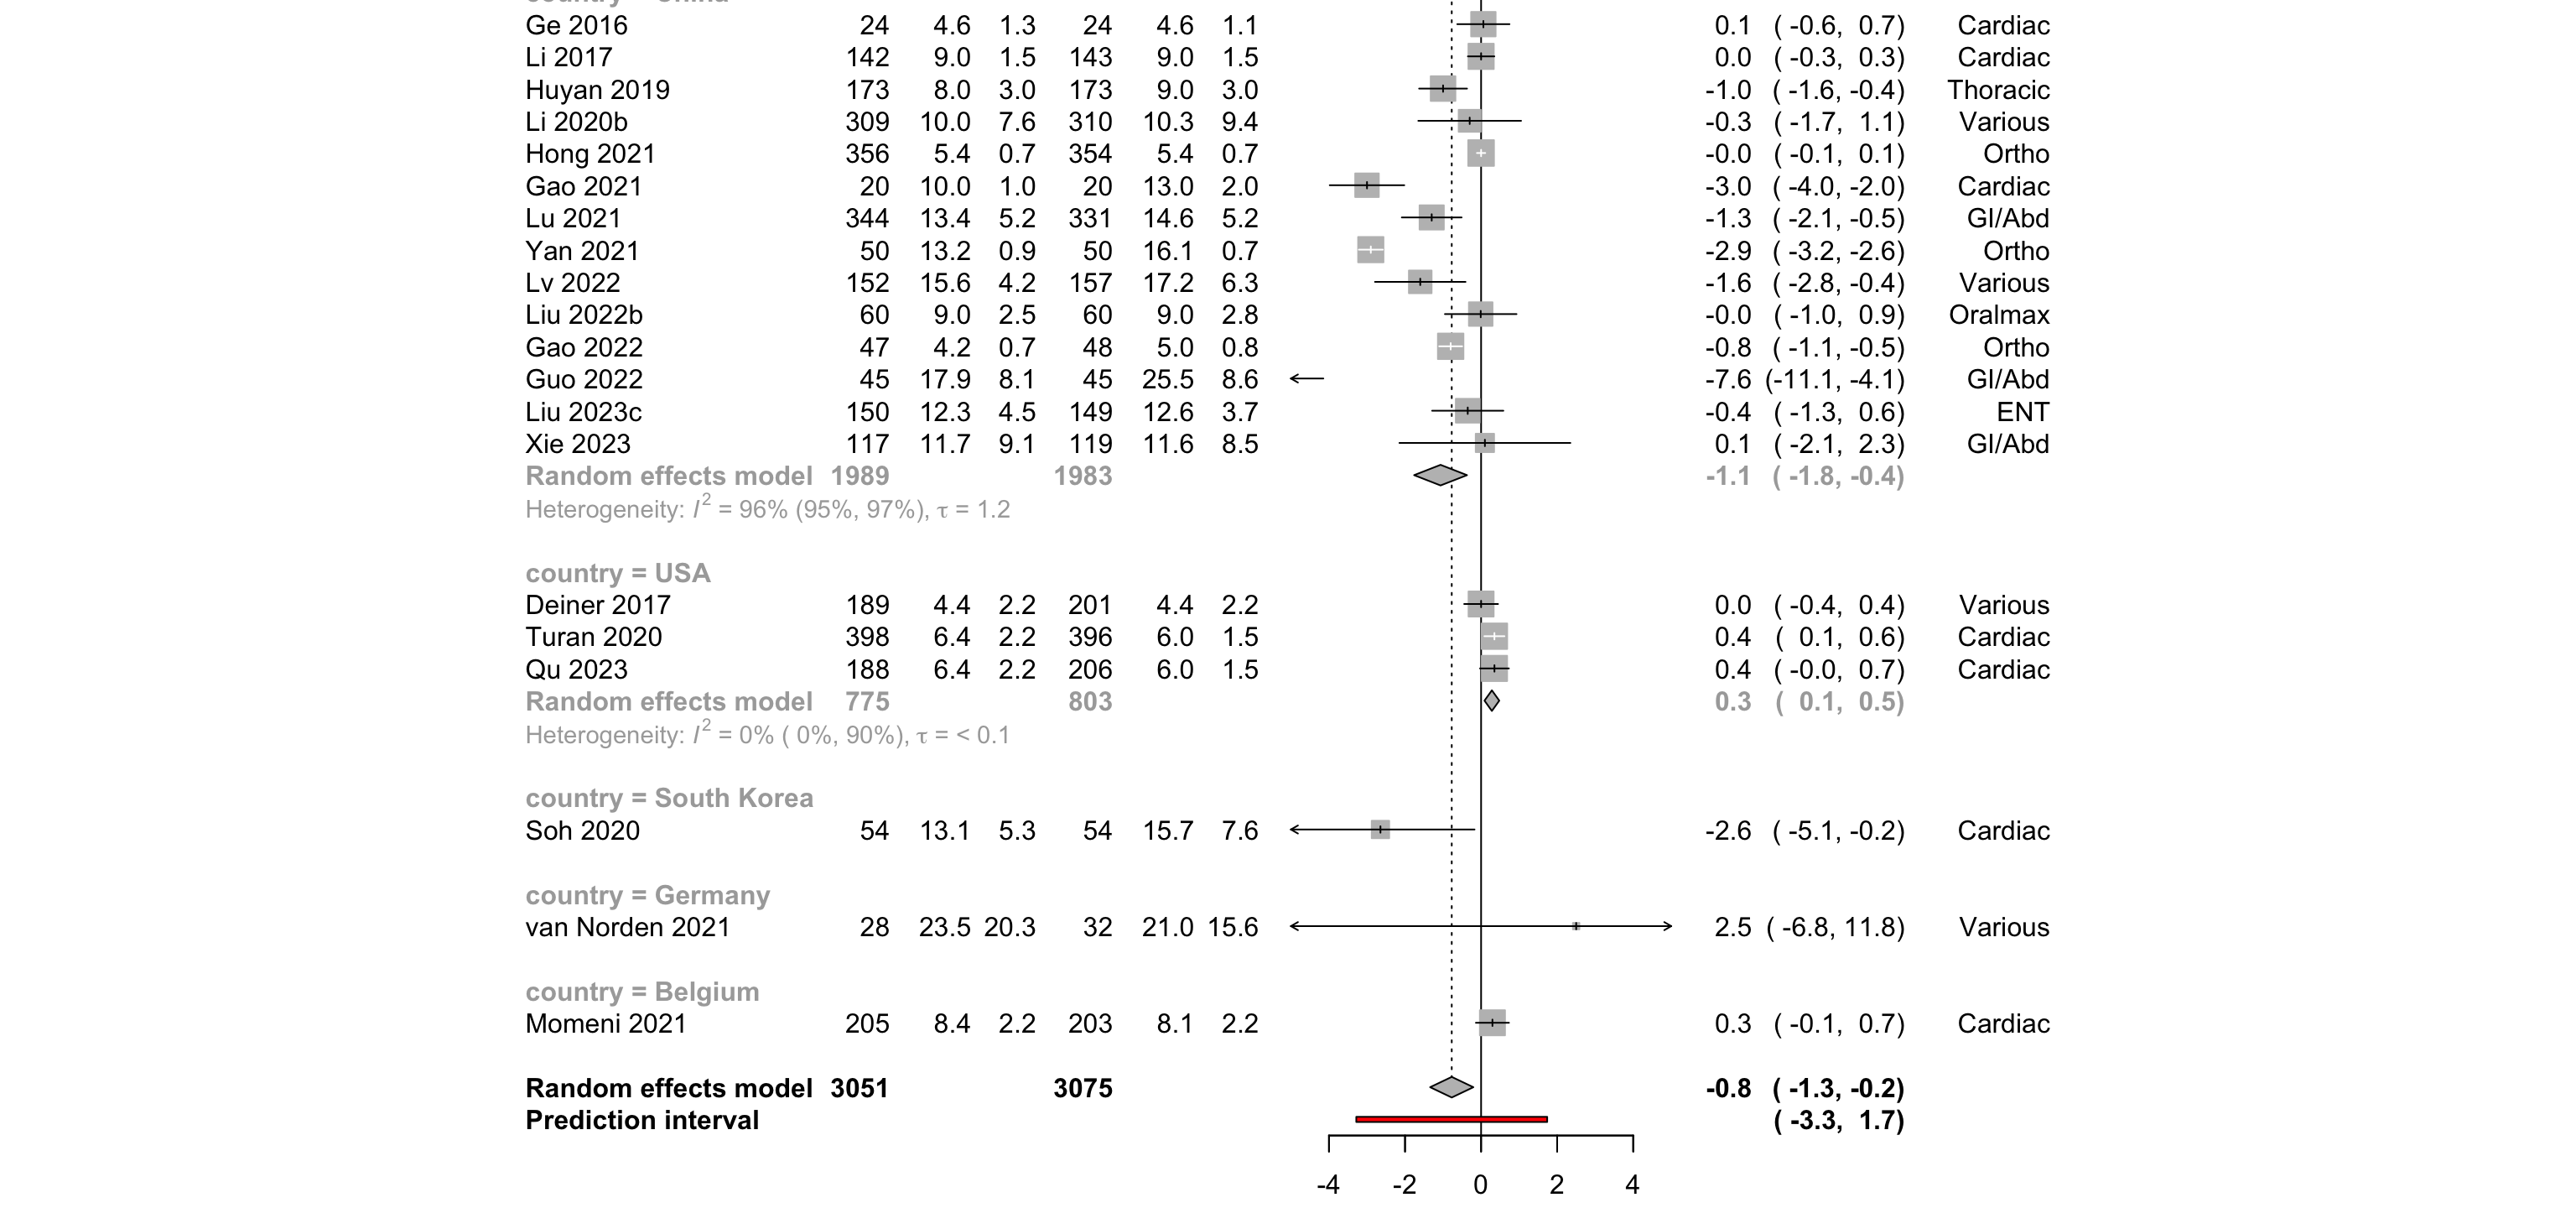 country = China
Ge 2016 24 4.6 1.3 24 4.6 1.1 0.1 ( -0.6, 0.7) Cardiac
Li 2017 142 9.0 1.5 143 9.0 1.5 0.0 ( -0.3, 0.3) Cardiac
Huyan 2019 173 8.0 3.0 173 9.0 3.0 -1.0 ( -1.6, -0.4) Thoracic
Li 2020b 309 10.0 7.6 310 10.3 9.4 -0.3 ( -1.7, 1.1) Various
Hong 2021 356 5.4 0.7 354 5.4 0.7 -0.0 ( -0.1, 0.1) Ortho
Gao 2021 20 10.0 1.0 20 13.0 2.0 -3.0 ( -4.0, -2.0) Cardiac
Lu 2021 344 13.4 5.2 331 14.6 5.2 -1.3 ( -2.1, -0.5) GI/Abd
Yan 2021 50 13.2 0.9 50 16.1 0.7 -2.9 ( -3.2, -2.6) Ortho
Lv 2022 152 15.6 4.2 157 17.2 6.3 -1.6 ( -2.8, -0.4) Various
Liu 2022b 60 9.0 2.5 60 9.0 2.8 -0.0 ( -1.0, 0.9) Oralmax
Gao 2022 47 4.2 0.7 48 5.0 0.8 -0.8 ( -1.1, -0.5) Ortho
Guo 2022 45 17.9 8.1 45 25.5 8.6 -7.6 (-11.1, -4.1) GI/Abd
Liu 2023c 150 12.3 4.5 149 12.6 3.7 -0.4 ( -1.3, 0.6) ENT
Xie 2023 117 11.7 9.1 119 11.6 8.5 0.1 ( -2.1, 2.3) GI/Abd
Random effects model 1989 1983 -1.1 ( -1.8, -0.4)
Heterogeneity: I² = 96% (95%, 97%), τ = 1.2
country = USA
Deiner 2017 189 4.4 2.2 201 4.4 2.2 0.0 ( -0.4, 0.4) Various
Turan 2020 398 6.4 2.2 396 6.0 1.5 0.4 ( 0.1, 0.6) Cardiac
Qu 2023 188 6.4 2.2 206 6.0 1.5 0.4 ( -0.0, 0.7) Cardiac
Random effects model 775 803 0.3 ( 0.1, 0.5)
Heterogeneity: I² = 0% ( 0%, 90%), τ = < 0.1
country = South Korea
Soh 2020 54 13.1 5.3 54 15.7 7.6 -2.6 ( -5.1, -0.2) Cardiac
country = Germany
van Norden 2021 28 23.5 20.3 32 21.0 15.6 2.5 ( -6.8, 11.8) Various
country = Belgium
Momeni 2021 205 8.4 2.2 203 8.1 2.2 0.3 ( -0.1, 0.7) Cardiac
Random effects model 3051 3075 -0.8 ( -1.3, -0.2)
Prediction interval ( -3.3, 1.7)
-4 -2 0 2 4